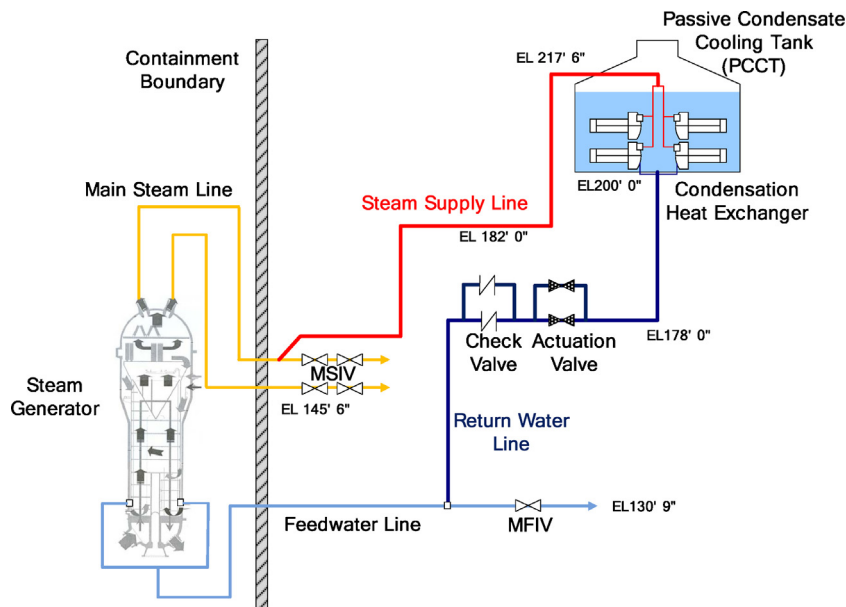 Passive Condensate
Cooling Tank
(PCCT)
Containment
Boundary
EL 217' 6"
Main Steam Line
Steam Supply Line
EL200' 0"
Condensation
Heat Exchanger
EL 182' 0"
Check
Valve
Actuation
Valve
EL178' 0"
MSIV
Steam
Generator
EL 145' 6"
Return Water
Line
Feedwater Line
MFIV
EL130' 9"